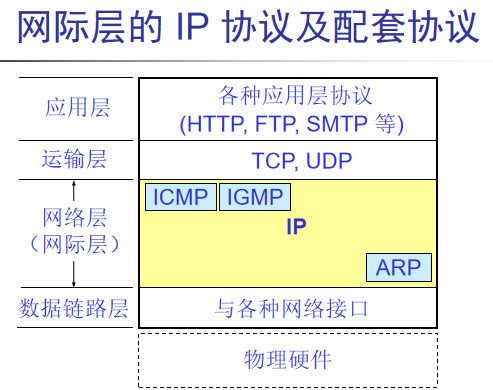 网际层的 IP 协议及配套协议
应用层
各种应用层协议
(HTTP, FTP, SMTP 等)
运输层
TCP, UDP
网络层
（网际层）
ICMP
IGMP
IP
ARP
数据链路层
与各种网络接口
物理硬件